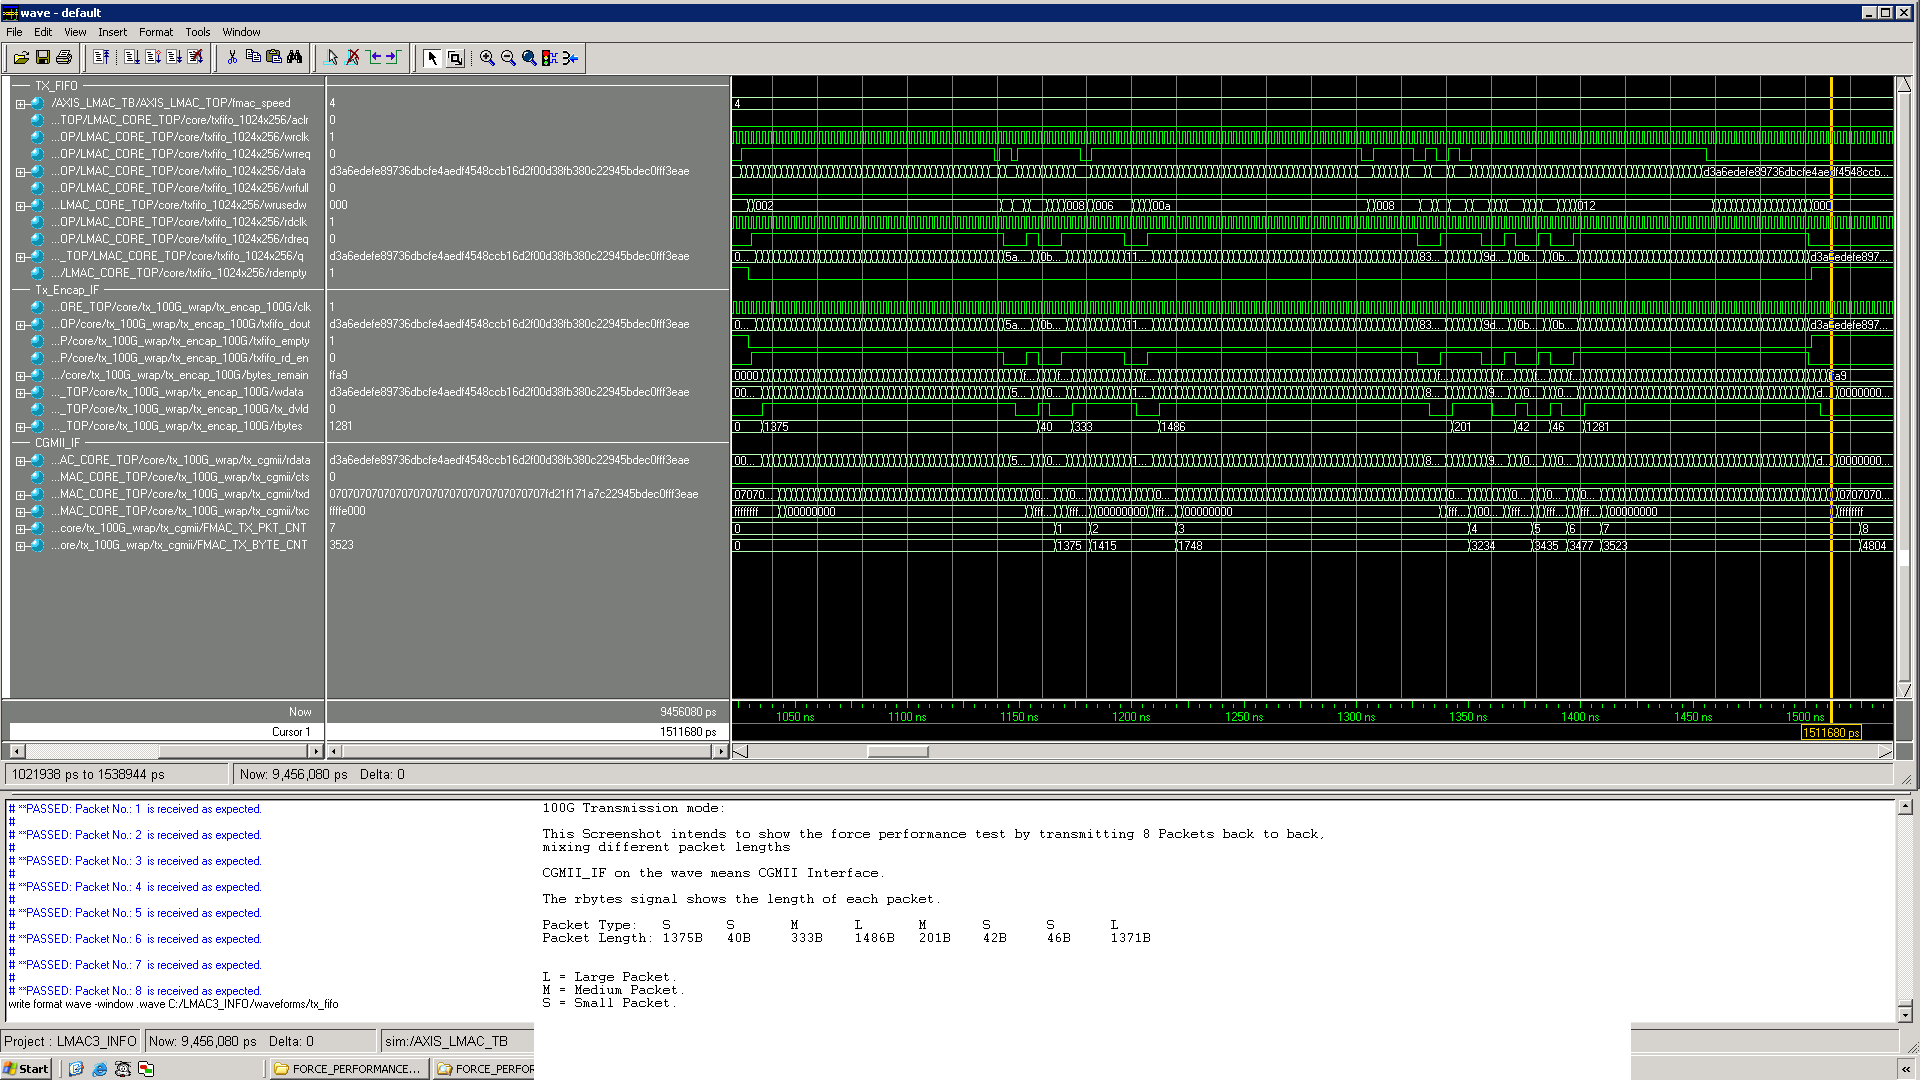 wave - default
File Edit View Insert Format Tools Window
TX_FIFO
/AXIS_LMAC_TB/AXIS_LMAC_TOP/fmac_speed 4 4
...TOP/LMAC_CORE_TOP/core/txfifo_1024x256/aclr 0
...OP/LMAC_CORE_TOP/core/txfifo_1024x256/wrclk 1
...OP/LMAC_CORE_TOP/core/txfifo_1024x256/wrreq 0
...OP/LMAC_CORE_TOP/core/txfifo_1024x256/data d3a6edefe89736dbcfe4aedf4548ccb16d2f00d38fb380c22945bdec0fff3eae d3a6edefe89736dbcfe4aedf4548ccb...
...OP/LMAC_CORE_TOP/core/txfifo_1024x256/wrfull 0
...LMAC_CORE_TOP/core/txfifo_1024x256/wrusedw 000 002 008 006 00a 008 012 000
...OP/LMAC_CORE_TOP/core/txfifo_1024x256/rdclk 1
...OP/LMAC_CORE_TOP/core/txfifo_1024x256/rdreq 0
..._TOP/LMAC_CORE_TOP/core/txfifo_1024x256/q d3a6edefe89736dbcfe4aedf4548ccb16d2f00d38fb380c22945bdec0fff3eae 0... 5a... 0b... 11... 83... 9d... 0b... 0b... d3a6edefe897...
.../LMAC_CORE_TOP/core/txfifo_1024x256/rdempty 1
Tx_Encap_IF
...ORE_TOP/core/tx_100G_wrap/tx_encap_100G/clk 1
...OP/core/tx_100G_wrap/tx_encap_100G/txfifo_dout d3a6edefe89736dbcfe4aedf4548ccb16d2f00d38fb380c22945bdec0fff3eae 0... 5a... 0b... 11... 83... 9d... 0b... 0b... d3a6edefe897...
...P/core/tx_100G_wrap/tx_encap_100G/txfifo_empty 1
...P/core/tx_100G_wrap/tx_encap_100G/txfifo_rd_en 0
.../core/tx_100G_wrap/tx_encap_100G/bytes_remain ffa9 0000 f... f... f... f... f... f... f... ffa9
..._TOP/core/tx_100G_wrap/tx_encap_100G/wdata d3a6edefe89736dbcfe4aedf4548ccb16d2f00d38fb380c22945bdec0fff3eae 00... 5... 0... 1... 8... 9... 0... 0... d... 0000000...
..._TOP/core/tx_100G_wrap/tx_encap_100G/tx_dvld 0
..._TOP/core/tx_100G_wrap/tx_encap_100G/rbytes 1281 0 1375 40 333 1486 201 42 46 1281
CGMII_IF
...AC_CORE_TOP/core/tx_100G_wrap/tx_cgmii/rdata d3a6edefe89736dbcfe4aedf4548ccb16d2f00d38fb380c22945bdec0fff3eae 00... 5... 0... 1... 8... 9... 0... 0... d... 0000000...
...MAC_CORE_TOP/core/tx_100G_wrap/tx_cgmii/cts 0
...MAC_CORE_TOP/core/tx_100G_wrap/tx_cgmii/txd 07070... 0... 0... 0... 0... 0... 0... 0... 0707070...
...MAC_CORE_TOP/core/tx_100G_wrap/tx_cgmii/txc ffffe000 ffffffff 00000000 fff... fff... 00000000 fff... 00000000 fff... 00... fff... fff... 00000000 ffffffff
...core/tx_100G_wrap/tx_cgmii/FMAC_TX_PKT_CNT 7 0 1 2 3 4 5 6 7 8
...ore/tx_100G_wrap/tx_cgmii/FMAC_TX_BYTE_CNT 3523 0 1375 1415 1748 3234 3435 3477 3523 4804
Now 9456080 ps 1050 ns 1100 ns 1150 ns 1200 ns 1250 ns 1300 ns 1350 ns 1400 ns 1450 ns 1500 ns
Cursor 1 1511680 ps 1511680 ps
1021938 ps to 1538944 ps Now: 9,456,080 ps Delta: 0
# **PASSED: Packet No.: 1 is received as expected.
#
# **PASSED: Packet No.: 2 is received as expected.
#
# **PASSED: Packet No.: 3 is received as expected.
#
# **PASSED: Packet No.: 4 is received as expected.
#
# **PASSED: Packet No.: 5 is received as expected.
#
# **PASSED: Packet No.: 6 is received as expected.
#
# **PASSED: Packet No.: 7 is received as expected.
#
# **PASSED: Packet No.: 8 is received as expected.
write format wave -window .wave C:/LMAC3_INFO/waveforms/tx_fifo
100G Transmission mode:
This Screenshot intends to show the force performance test by transmitting 8 Packets back to back,
mixing different packet lengths
CGMII_IF on the wave means CGMII Interface.
The rbytes signal shows the length of each packet.
Packet Type: S S M L M S S L
Packet Length: 1375B 40B 333B 1486B 201B 42B 46B 1371B
L = Large Packet.
M = Medium Packet.
S = Small Packet.
Project : LMAC3_INFO Now: 9,456,080 ps Delta: 0 sim:/AXIS_LMAC_TB
Start FORCE_PERFORMANCE... FORCE_PERFOR